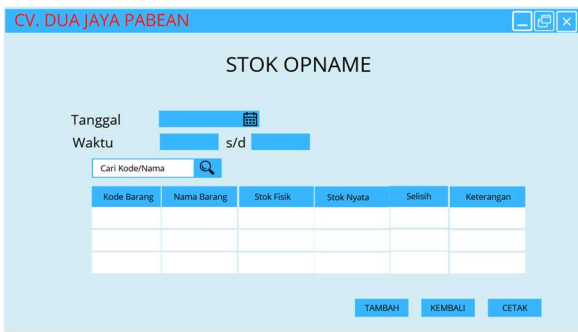 CV. DUA JAYA PABEAN
STOK OPNAME
Tanggal
Waktu s/d
Cari Kode/Nama
Kode Barang Nama Barang Stok Fisik Stok Nyata Selisih Keterangan
TAMBAH KEMBALI CETAK